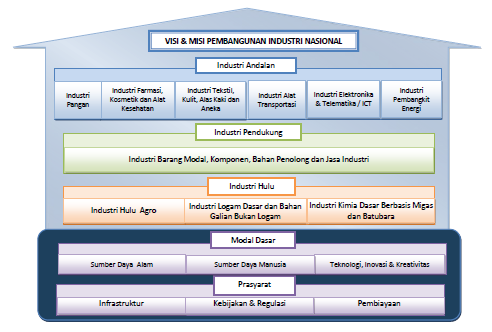 VISI & MISI PEMBANGUNAN INDUSTRI NASIONAL
Industri Andalan
Industri
Pangan
Industri Farmasi,
Kosmetik dan Alat
Kesehatan
Industri Tekstil,
Kulit, Alas Kaki dan
Aneka
Industri Alat
Transportasi
Industri Elektronika
& Telematika / ICT
Industri
Pembangkit
Energi
Industri Pendukung
Industri Barang Modal, Komponen, Bahan Penolong dan Jasa Industri
Industri Hulu
Industri Hulu Agro
Industri Logam Dasar dan Bahan
Galian Bukan Logam
Industri Kimia Dasar Berbasis Migas
dan Batubara
Modal Dasar
Sumber Daya Alam
Sumber Daya Manusia
Teknologi, Inovasi & Kreativitas
Prasyarat
Infrastruktur
Kebijakan & Regulasi
Pembiayaan